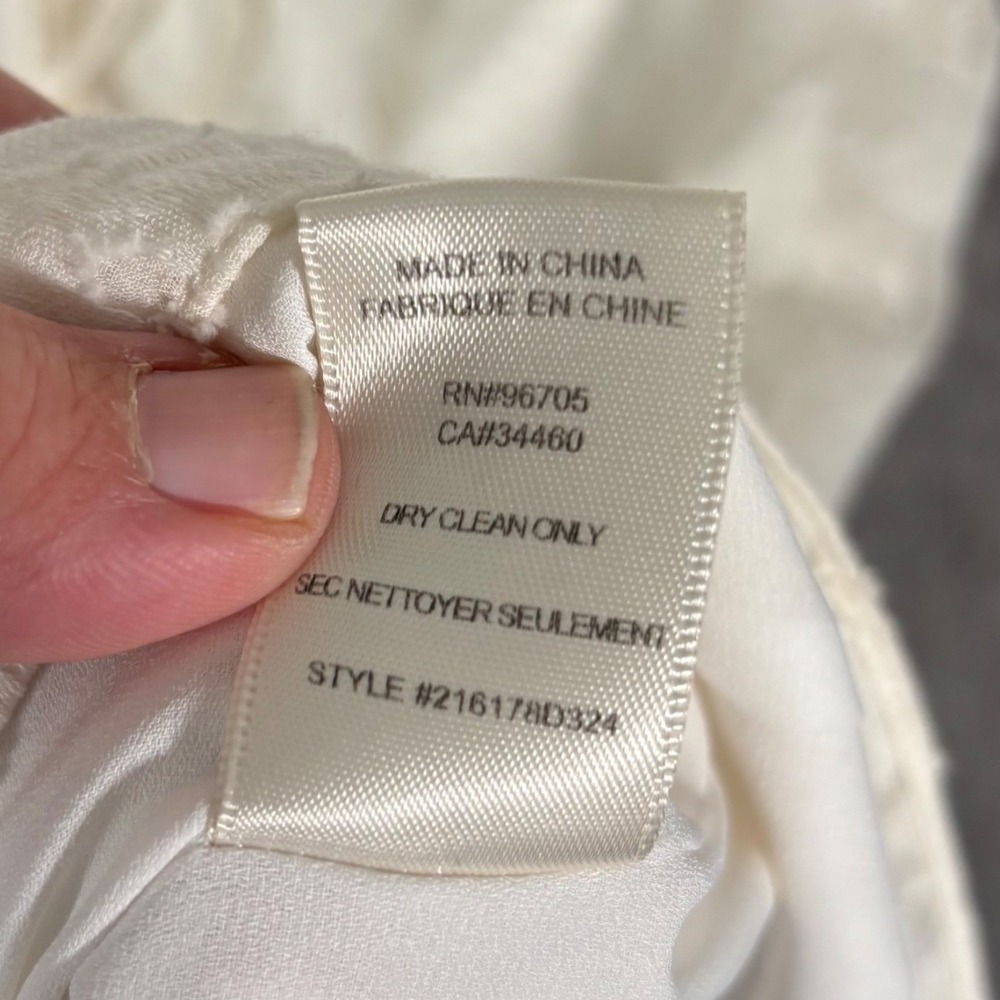 MADE IN CHINA
FABRIQUE EN CHINE
RN#96705
CA#34460
DRY CLEAN ONLY
SEC NETTOYER SEULEMENT
STYLE #216178D324